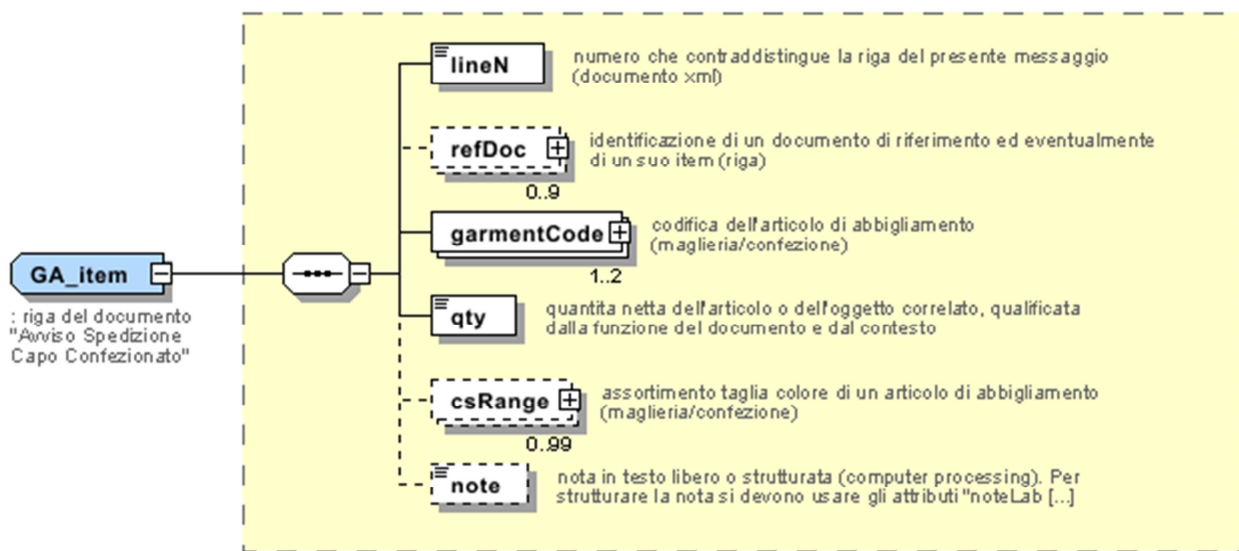 lineN
numero che contraddistingue la riga del presente messaggio
(documento xml)
refDoc
0..9
identificazione di un documento di riferimento ed eventualmente
di un suo item (riga)
garmentCode
1..2
codifica dell'articolo di abbigliamento
(maglieria/confezione)
GA_item
: riga del documento
"Avviso Spedizione
Capo Confezionato"
qty
quantita netta dell'articolo o dell'oggetto correlato, qualificata
dalla funzione del documento e dal contesto
csRange
0..99
assortimento taglia colore di un articolo di abbigliamento
(maglieria/confezione)
note
nota in testo libero o strutturata (computer processing). Per
strutturare la nota si devono usare gli attributi "noteLab [...]